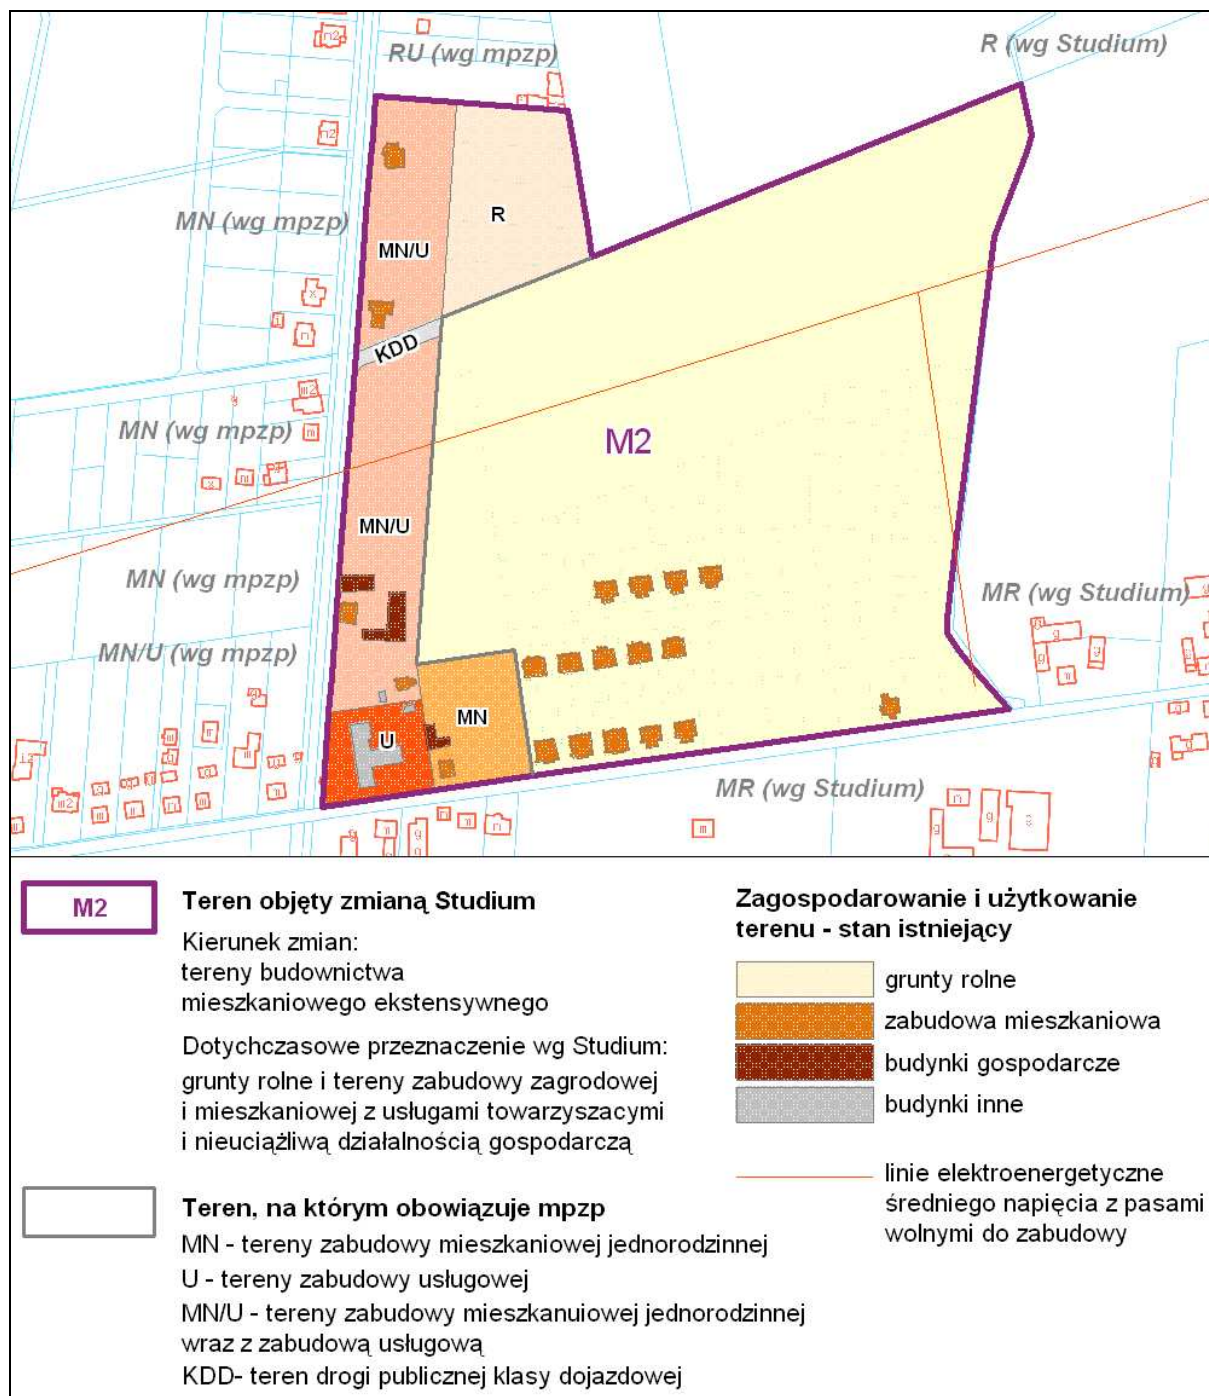 RU (wg mpzp)
R (wg Studium)
MN (wg mpzp)
R
MN/U
KDD
MN (wg mpzp)
M2
MN/U
MN (wg mpzp)
MR (wg Studium)
MN/U (wg mpzp)
MN
U
MR (wg Studium)
M2
Teren objęty zmianą Studium
Kierunek zmian:
tereny budownictwa
mieszkaniowego ekstensywnego
Dotychczasowe przeznaczenie wg Studium:
grunty rolne i tereny zabudowy zagrodowej
i mieszkaniowej z usługami towarzyszacymi
i nieuciążliwą działalnością gospodarczą
Teren, na którym obowiązuje mpzp
MN - tereny zabudowy mieszkaniowej jednorodzinnej
U - tereny zabudowy usługowej
MN/U - tereny zabudowy mieszkanuiowej jednorodzinnej
wraz z zabudową usługową
KDD- teren drogi publicznej klasy dojazdowej
Zagospodarowanie i użytkowanie
terenu - stan istniejący
grunty rolne
zabudowa mieszkaniowa
budynki gospodarcze
budynki inne
linie elektroenergetyczne
średniego napięcia z pasami
wolnymi do zabudowy